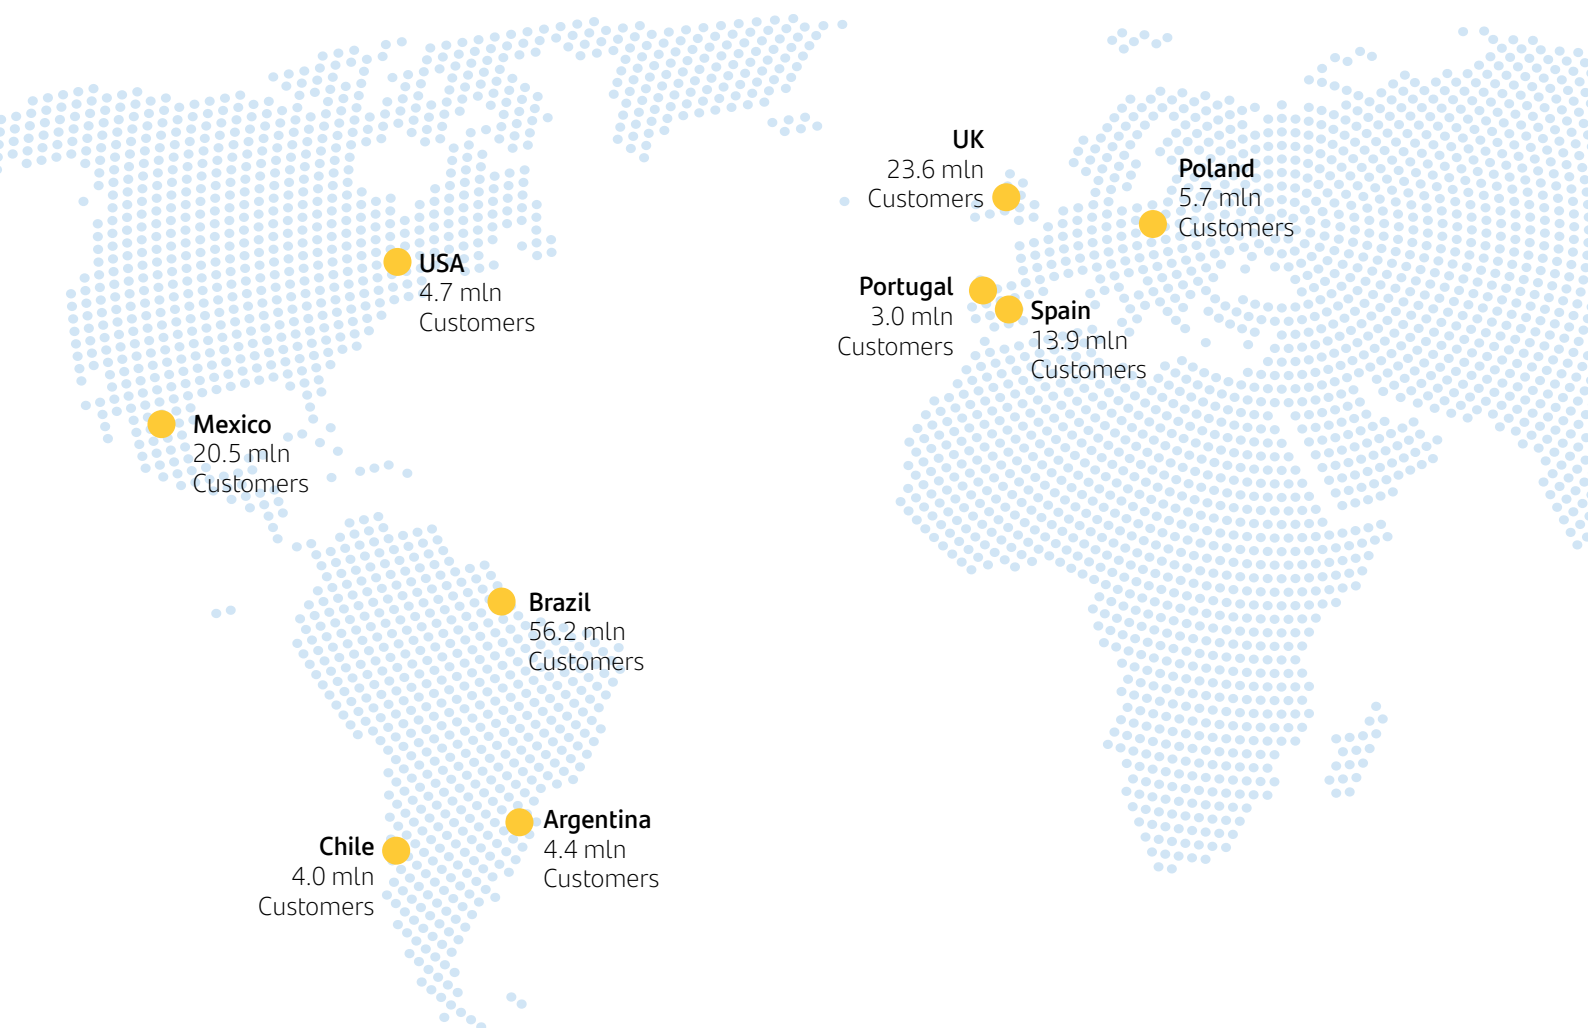 UK
23.6 mln
Customers
Poland
5.7 mln
Customers
USA
4.7 mln
Customers
Portugal
3.0 mln
Customers
Spain
13.9 mln
Customers
Mexico
20.5 mln
Customers
Brazil
56.2 mln
Customers
Argentina
4.4 mln
Customers
Chile
4.0 mln
Customers